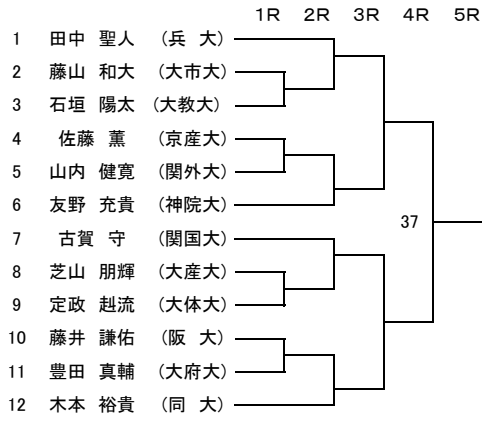 1R 2R 3R 4R 5R
1 田中 聖人 (兵 大)
2 藤山 和大 (大市大)
3 石垣 陽太 (大教大)
4 佐藤 薫 (京産大)
5 山内 健寛 (関外大)
6 友野 充貴 (神院大)
37
7 古賀 守 (関国大)
8 芝山 朋輝 (大産大)
9 定政 赳流 (大体大)
10 藤井 謙佑 (阪 大)
11 豊田 真輔 (大府大)
12 木本 裕貴 (同 大)